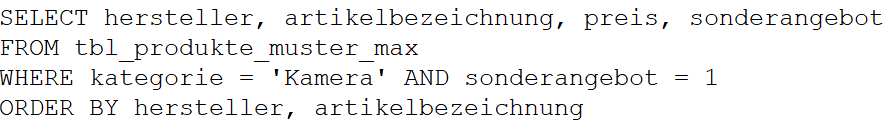 SELECT hersteller, artikelbezeichnung, preis, sonderangebot
FROM tbl_produkte_muster_max
WHERE kategorie = 'Kamera' AND sonderangebot = 1
ORDER BY hersteller, artikelbezeichnung